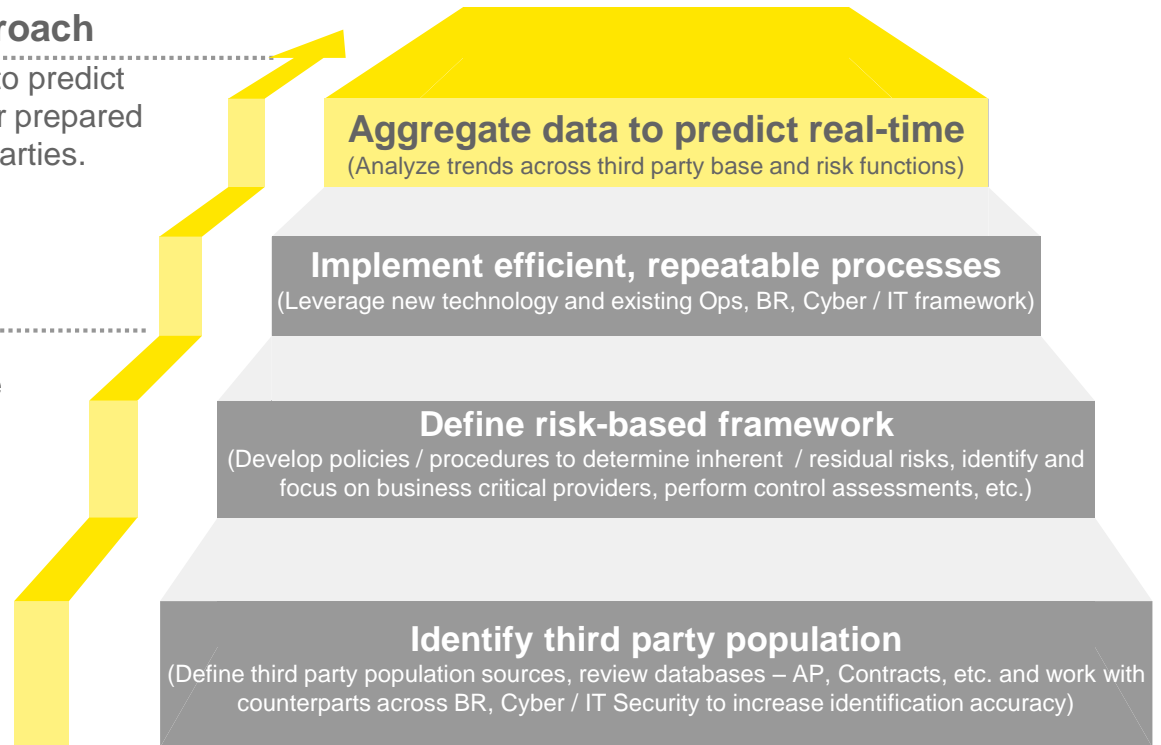 roach
to predict
r prepared
arties.
Aggregate data to predict real-time
(Analyze trends across third party base and risk functions)
Implement efficient, repeatable processes
(Leverage new technology and existing Ops, BR, Cyber / IT framework)
Define risk-based framework
(Develop policies / procedures to determine inherent / residual risks, identify and
focus on business critical providers, perform control assessments, etc.)
Identify third party population
(Define third party population sources, review databases – AP, Contracts, etc. and work with
counterparts across BR, Cyber / IT Security to increase identification accuracy)